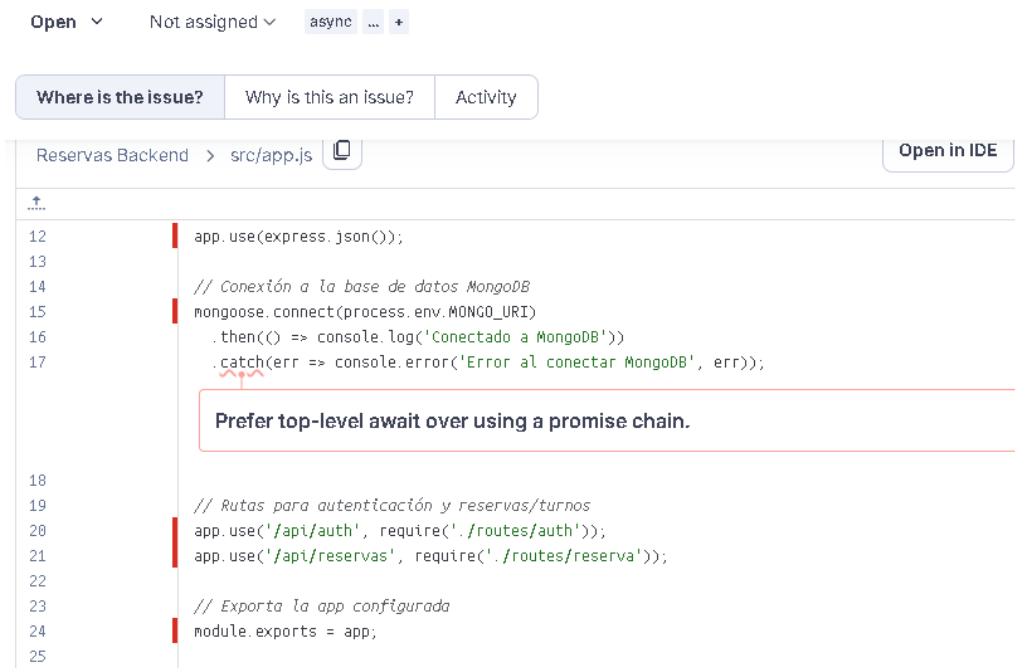 Open Not assigned async ... +
Where is the issue? Why is this an issue? Activity
Reservas Backend > src/app.js Open in IDE
12 app.use(express.json());
13
14 // Conexión a la base de datos MongoDB
15 mongoose.connect(process.env.MONGO_URI)
16 .then(() => console.log('Conectado a MongoDB'))
17 .catch(err => console.error('Error al conectar MongoDB', err));
Prefer top-level await over using a promise chain.
18
19 // Rutas para autenticación y reservas/turnos
20 app.use('/api/auth', require('./routes/auth'));
21 app.use('/api/reservas', require('./routes/reserva'));
22
23 // Exporta la app configurada
24 module.exports = app;
25